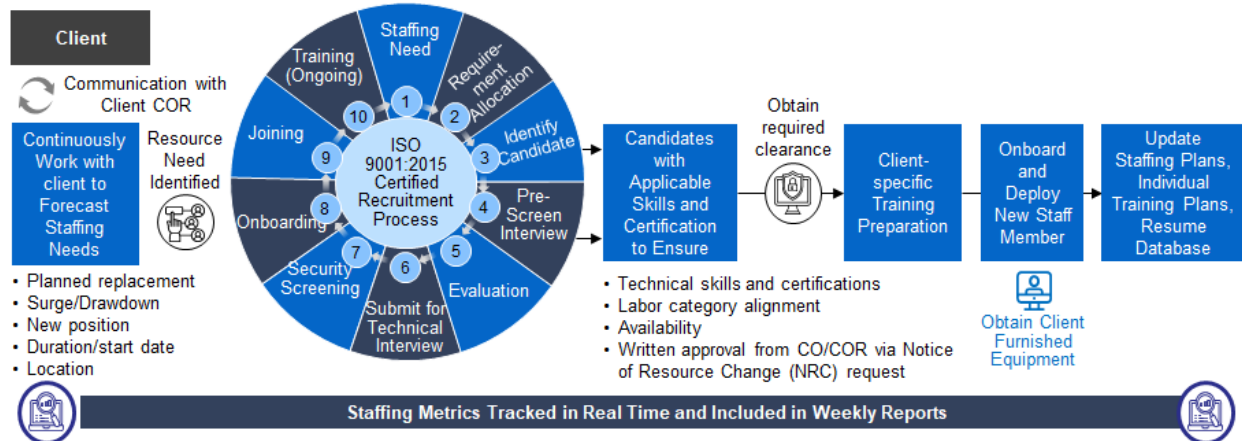 Client
Communication with
Client COR
Continuously
Work with
client to
Forecast
Staffing
Needs
Resource
Need
Identified
• Planned replacement
• Surge/Drawdown
• New position
• Duration/start date
• Location
ISO
9001:2015
Certified
Recruitment
Process
1
Staffing
Need
2
Require-
ment
Allocation
3
Identify
Candidate
4
Pre-
Screen
Interview
5
Evaluation
6
Submit for
Technical
Interview
7
Security
Screening
8
Onboarding
9
Joining
10
Training
(Ongoing)
Candidates
with
Applicable
Skills and
Certification
to Ensure
• Technical skills and certifications
• Labor category alignment
• Availability
• Written approval from CO/COR via Notice
of Resource Change (NRC) request
Obtain
required
clearance
Client-
specific
Training
Preparation
Onboard
and
Deploy
New Staff
Member
Obtain Client
Furnished
Equipment
Update
Staffing Plans,
Individual
Training Plans,
Resume
Database
Staffing Metrics Tracked in Real Time and Included in Weekly Reports